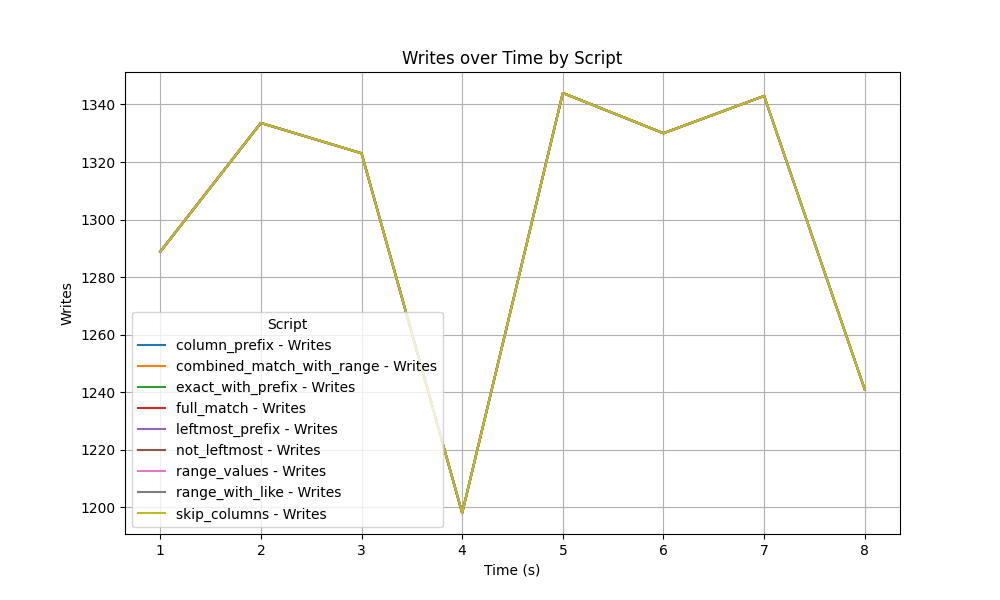 Writes over Time by Script
Writes
1340
1320
1300
1280
1260
1240
1220
1200
Script
column_prefix - Writes
combined_match_with_range - Writes
exact_with_prefix - Writes
full_match - Writes
leftmost_prefix - Writes
not_leftmost - Writes
range_values - Writes
range_with_like - Writes
skip_columns - Writes
1 2 3 4 5 6 7 8
Time (s)